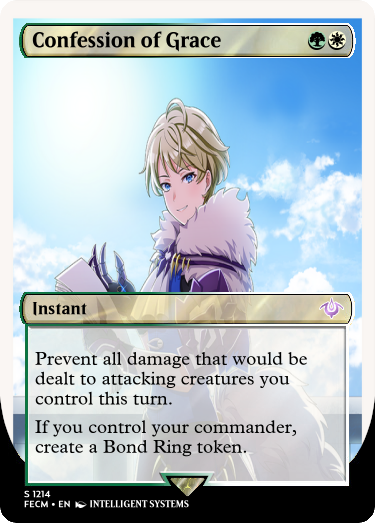 Confession of Grace
Instant
Prevent all damage that would be
dealt to attacking creatures you
control this turn.
If you control your commander,
create a Bond Ring token.
S 1214
FECM • EN INTELLIGENT SYSTEMS